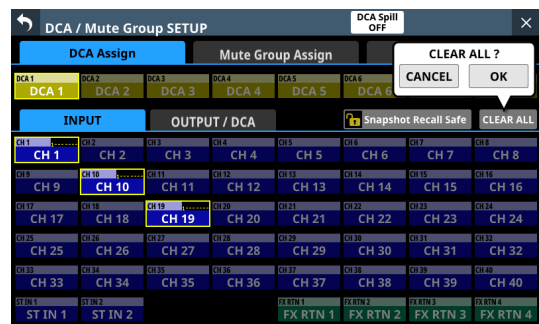 DCA / Mute Group SETUP
DCA Spill
OFF
×
DCA Assign
Mute Group Assign
CLEAR ALL ?
CANCEL OK
DCA 1 DCA 2 DCA 3 DCA 4 DCA 5 DCA 6
DCA 1 DCA 2 DCA 3 DCA 4 DCA 5 DCA 6
INPUT OUTPUT / DCA Snapshot Recall Safe CLEAR ALL
CH 1 1------- CH 2 CH 3 CH 4 CH 5 CH 6 CH 7 CH 8
CH 1 CH 2 CH 3 CH 4 CH 5 CH 6 CH 7 CH 8
CH 9 CH 10 1------- CH 11 CH 12 CH 13 CH 14 CH 15 CH 16
CH 9 CH 10 CH 11 CH 12 CH 13 CH 14 CH 15 CH 16
CH 17 CH 18 CH 19 1------- CH 20 CH 21 CH 22 CH 23 CH 24
CH 17 CH 18 CH 19 CH 20 CH 21 CH 22 CH 23 CH 24
CH 25 CH 26 CH 27 CH 28 CH 29 CH 30 CH 31 CH 32
CH 25 CH 26 CH 27 CH 28 CH 29 CH 30 CH 31 CH 32
CH 33 CH 34 CH 35 CH 36 CH 37 CH 38 CH 39 CH 40
CH 33 CH 34 CH 35 CH 36 CH 37 CH 38 CH 39 CH 40
ST IN 1 ST IN 2 FX RTN 1 FX RTN 2 FX RTN 3 FX RTN 4
ST IN 1 ST IN 2 FX RTN 1 FX RTN 2 FX RTN 3 FX RTN 4